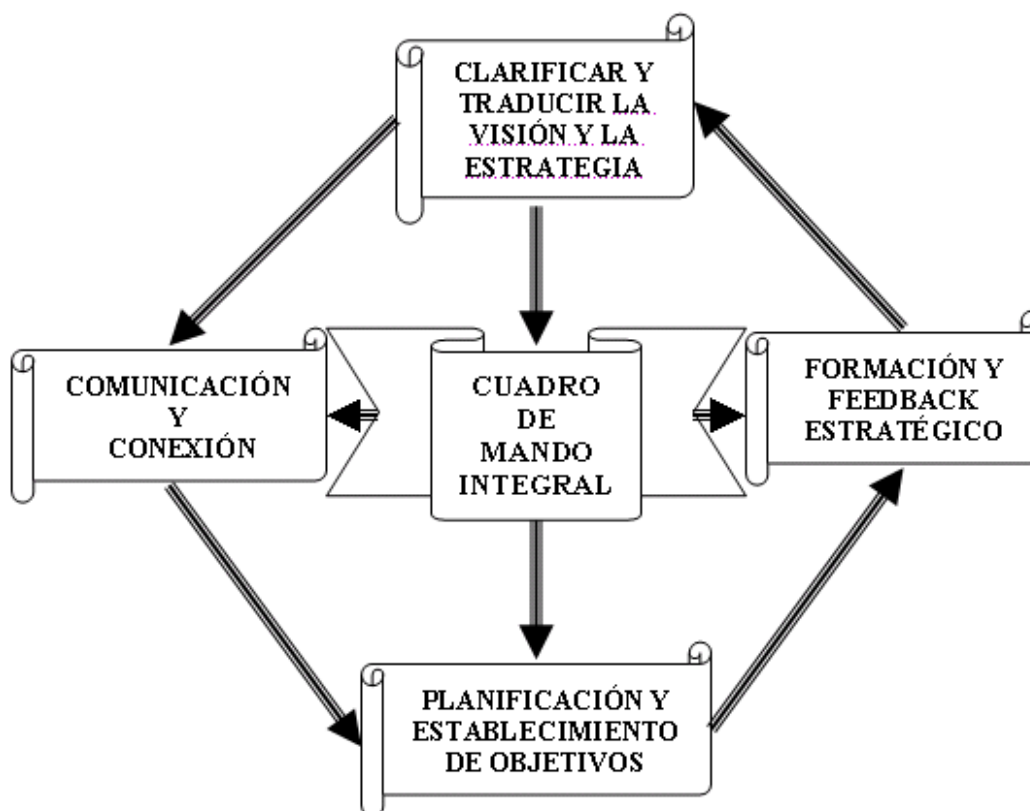 CLARIFICAR Y
TRADUCIR LA
VISIÓN Y LA
ESTRATEGIA
COMUNICACIÓN
Y
CONEXIÓN
CUADRO
DE
MANDO
INTEGRAL
FORMACIÓN Y
FEEDBACK
ESTRATÉGICO
PLANIFICACIÓN Y
ESTABLECIMIENTO
DE OBJETIVOS